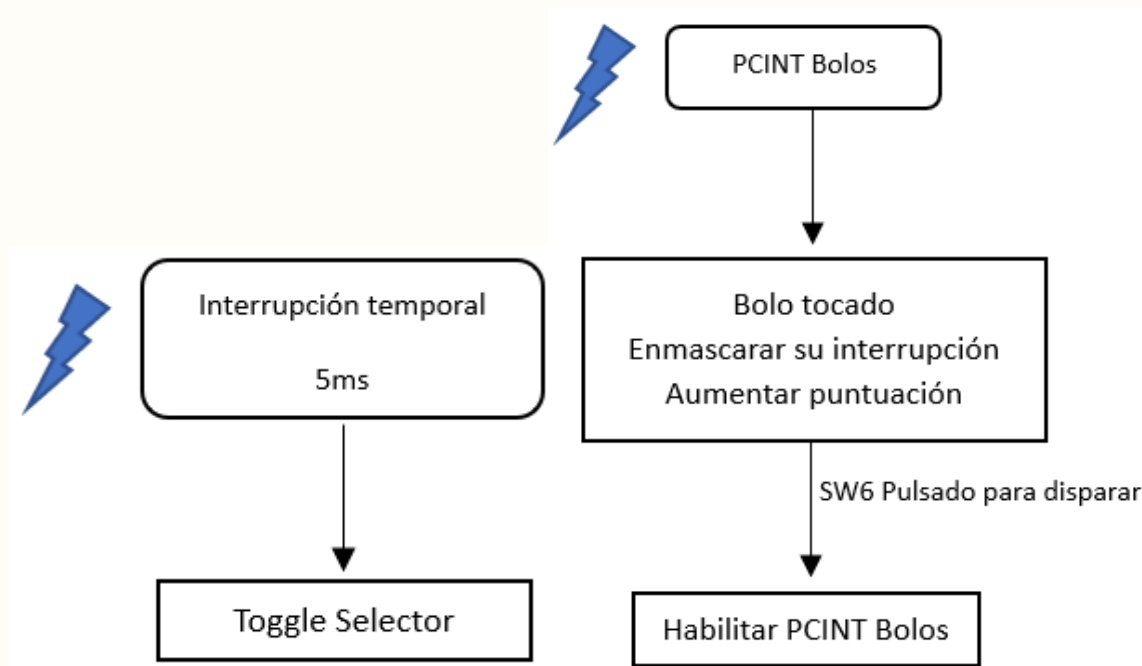 PCINT Bolos
Bolo tocado
Enmascarar su interrupción
Aumentar puntuación
SW6 Pulsado para disparar
Habilitar PCINT Bolos
Interrupción temporal
5ms
Toggle Selector